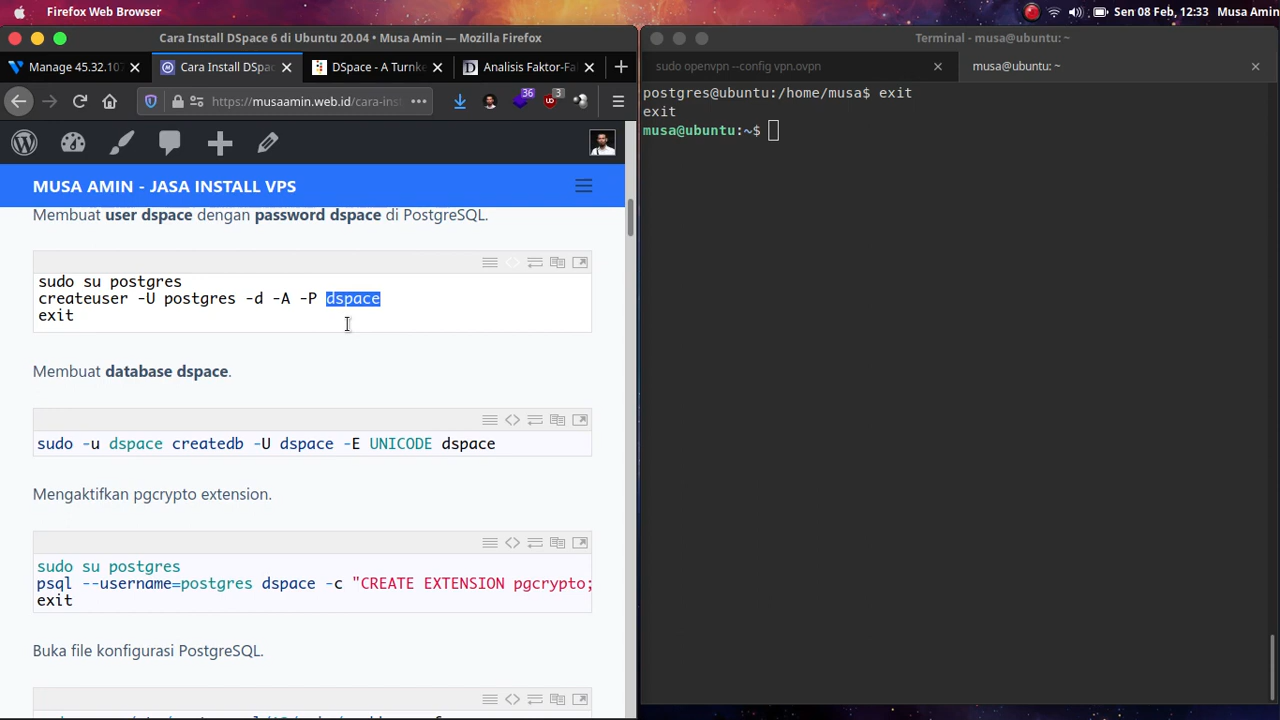 Firefox Web Browser
Sen 08 Feb, 12:33 Musa Amin
Cara Install DSpace 6 di Ubuntu 20.04 • Musa Amin — Mozilla Firefox
Manage 45.32.107
Cara Install DSpac
DSpace - A Turnke
Analisis Faktor-Fa
https://musaamin.web.id/cara-inst
36
3
MUSA AMIN - JASA INSTALL VPS
Membuat user dspace dengan password dspace di PostgreSQL.
sudo su postgres
createuser -U postgres -d -A -P dspace
exit
Membuat database dspace.
sudo -u dspace createdb -U dspace -E UNICODE dspace
Mengaktifkan pgcrypto extension.
sudo su postgres
psql --username=postgres dspace -c "CREATE EXTENSION pgcrypto;
exit
Buka file konfigurasi PostgreSQL.
Terminal - musa@ubuntu: ~
sudo openvpn --config vpn.ovpn
musa@ubuntu: ~
postgres@ubuntu:/home/musa$ exit
exit
musa@ubuntu:~$